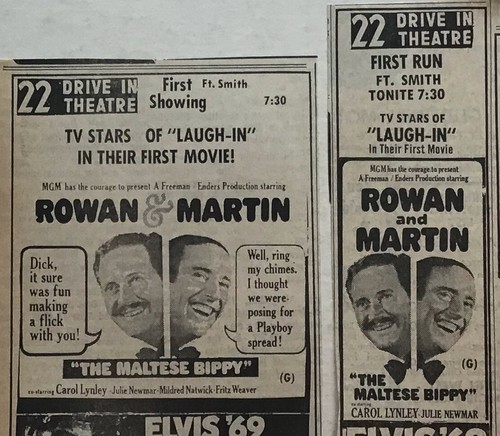 22 DRIVE IN THEATRE
First Ft. Smith
Showing 7:30
TV STARS OF "LAUGH-IN"
IN THEIR FIRST MOVIE!
MGM has the courage to present A Freeman / Enders Production starring
ROWAN & MARTIN
Dick,
it sure
was fun
making
a flick
with you!
Well, ring
my chimes.
I thought
we were
posing for
a Playboy
spread!
"THE MALTESE BIPPY"
(G)
co-starring Carol Lynley · Julie Newmar · Mildred Natwick · Fritz Weaver
ELVIS '69
22 DRIVE IN THEATRE
FIRST RUN
FT. SMITH
TONITE 7:30
TV STARS OF
"LAUGH-IN"
In Their First Movie
MGM has the courage to present
A Freeman / Enders Production starring
ROWAN
and
MARTIN
(G)
"THE
MALTESE BIPPY"
co-starring
CAROL LYNLEY · JULIE NEWMAR
ELVIS '69